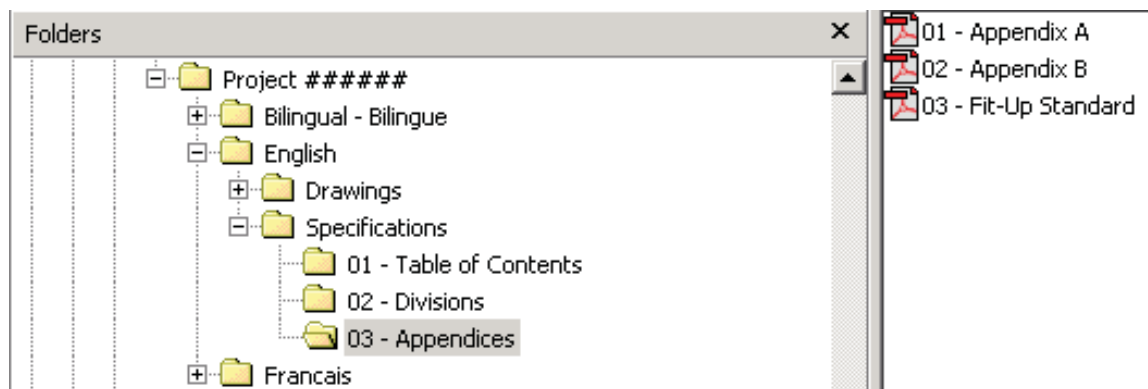 Folders
Project ######
Bilingual - Bilingue
English
Drawings
Specifications
01 - Table of Contents
02 - Divisions
03 - Appendices
Francais
01 - Appendix A
02 - Appendix B
03 - Fit-Up Standard